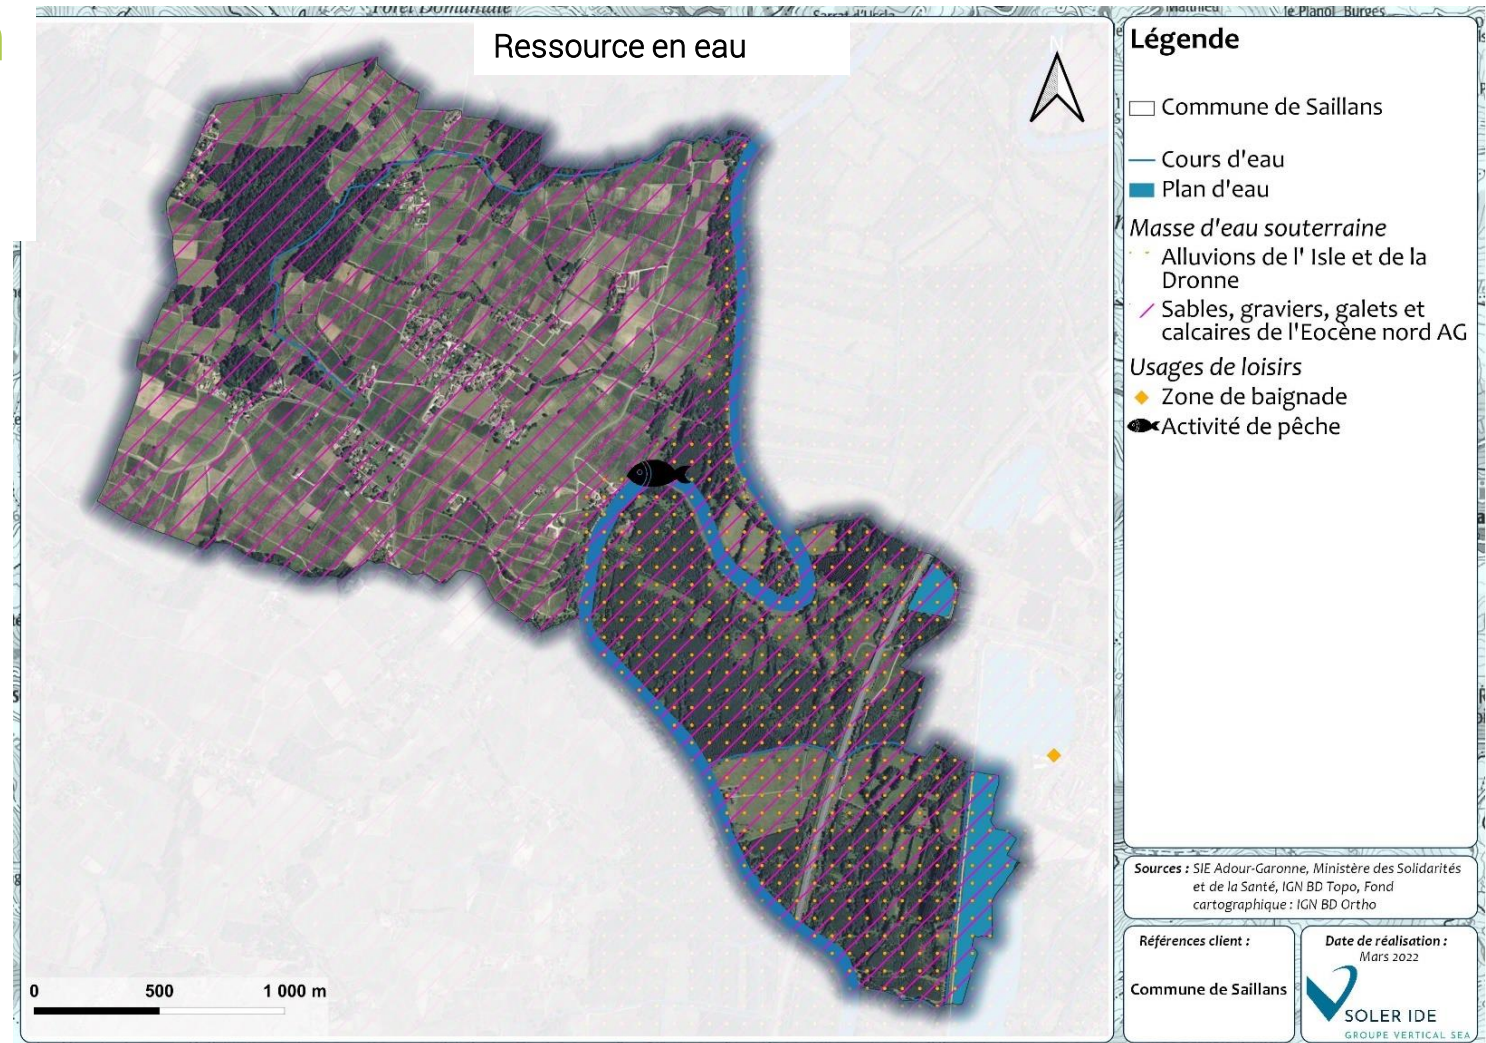 Forêt Domaniale
Sarrat d'Uscla
le Planol
Burges
Ressource en eau
N
Légende
Commune de Saillans
Cours d'eau
Plan d'eau
Masse d'eau souterraine
Alluvions de l' Isle et de la
Dronne
Sables, graviers, galets et
calcaires de l'Eocène nord AG
Usages de loisirs
Zone de baignade
Activité de pêche
Sources : SIE Adour-Garonne, Ministère des Solidarités
et de la Santé, IGN BD Topo, Fond
cartographique : IGN BD Ortho
Références client :
Commune de Saillans
Date de réalisation :
Mars 2022
SOLER IDE
GROUPE VERTICAL SEA
0 500 1 000 m